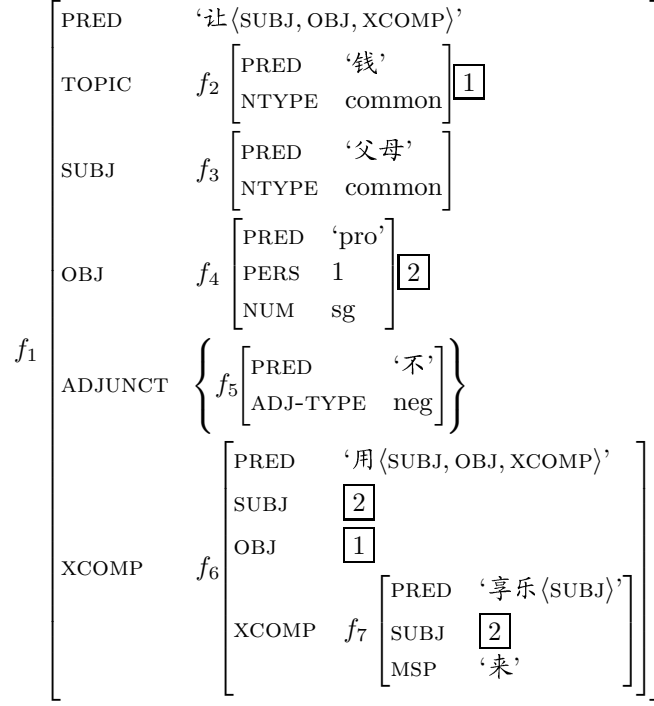 PRED ‘让⟨SUBJ, OBJ, XCOMP⟩’
TOPIC f2 PRED ‘钱’ 1
NTYPE common
SUBJ f3 PRED ‘父母’
NTYPE common
OBJ f4 PRED ‘pro’ 2
PERS 1
NUM sg
f1
ADJUNCT f5 PRED ‘不’
ADJ-TYPE neg
XCOMP f6 PRED ‘用⟨SUBJ, OBJ, XCOMP⟩’
SUBJ 2
OBJ 1
XCOMP f7 PRED ‘享乐⟨SUBJ⟩’
SUBJ 2
MSP ‘来’